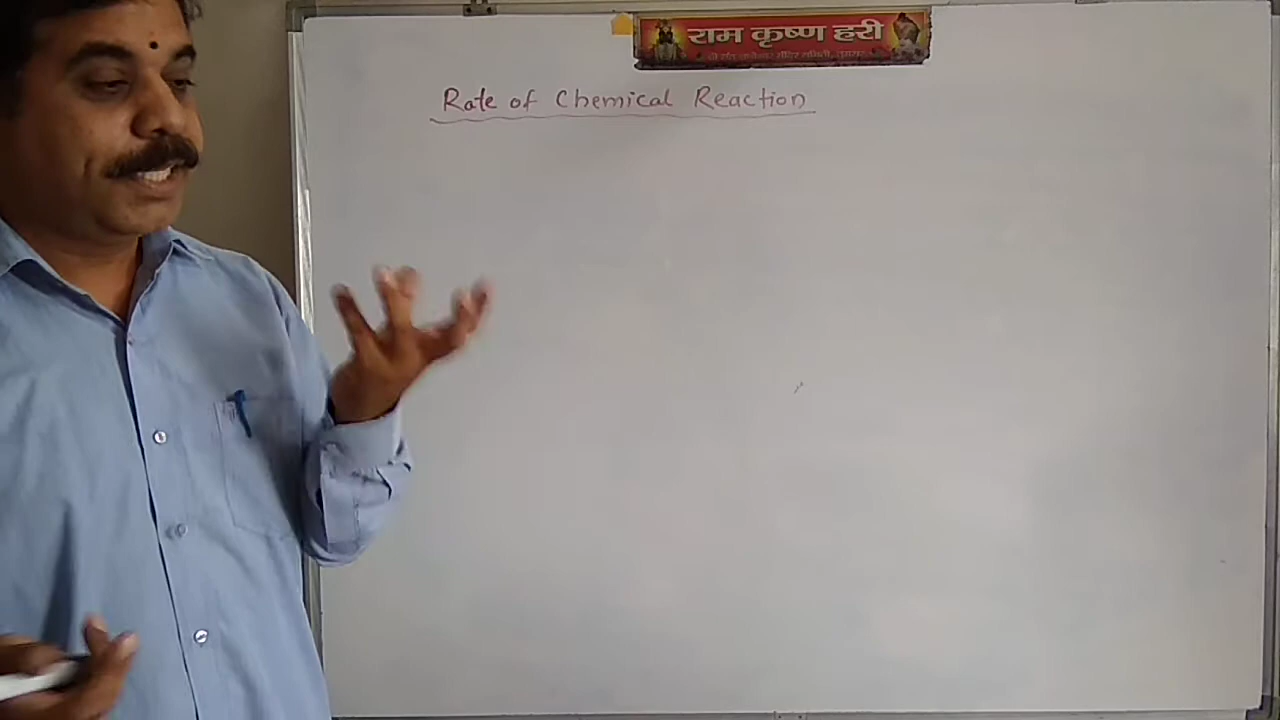 राम कृष्ण हरी
Rate of Chemical Reaction